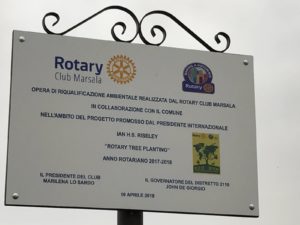 Rotary
Club Marsala
Rotary
OPERA DI RIQUALIFICAZIONE AMBIENTALE REALIZZATA DAL ROTARY CLUB MARSALA
IN COLLABORAZIONE CON IL COMUNE
NELL'AMBITO DEL PROGETTO PROMOSSO DAL PRESIDENTE INTERNAZIONALE
IAN H.S. RISELEY
"ROTARY TREE PLANTING"
ANNO ROTARIANO 2017-2018
IL PRESIDENTE DEL CLUB
MARILENA LO SARDO
IL GOVERNATORE DEL DISTRETTO 2110
JOHN DE GIORGIO
09 APRILE 2018